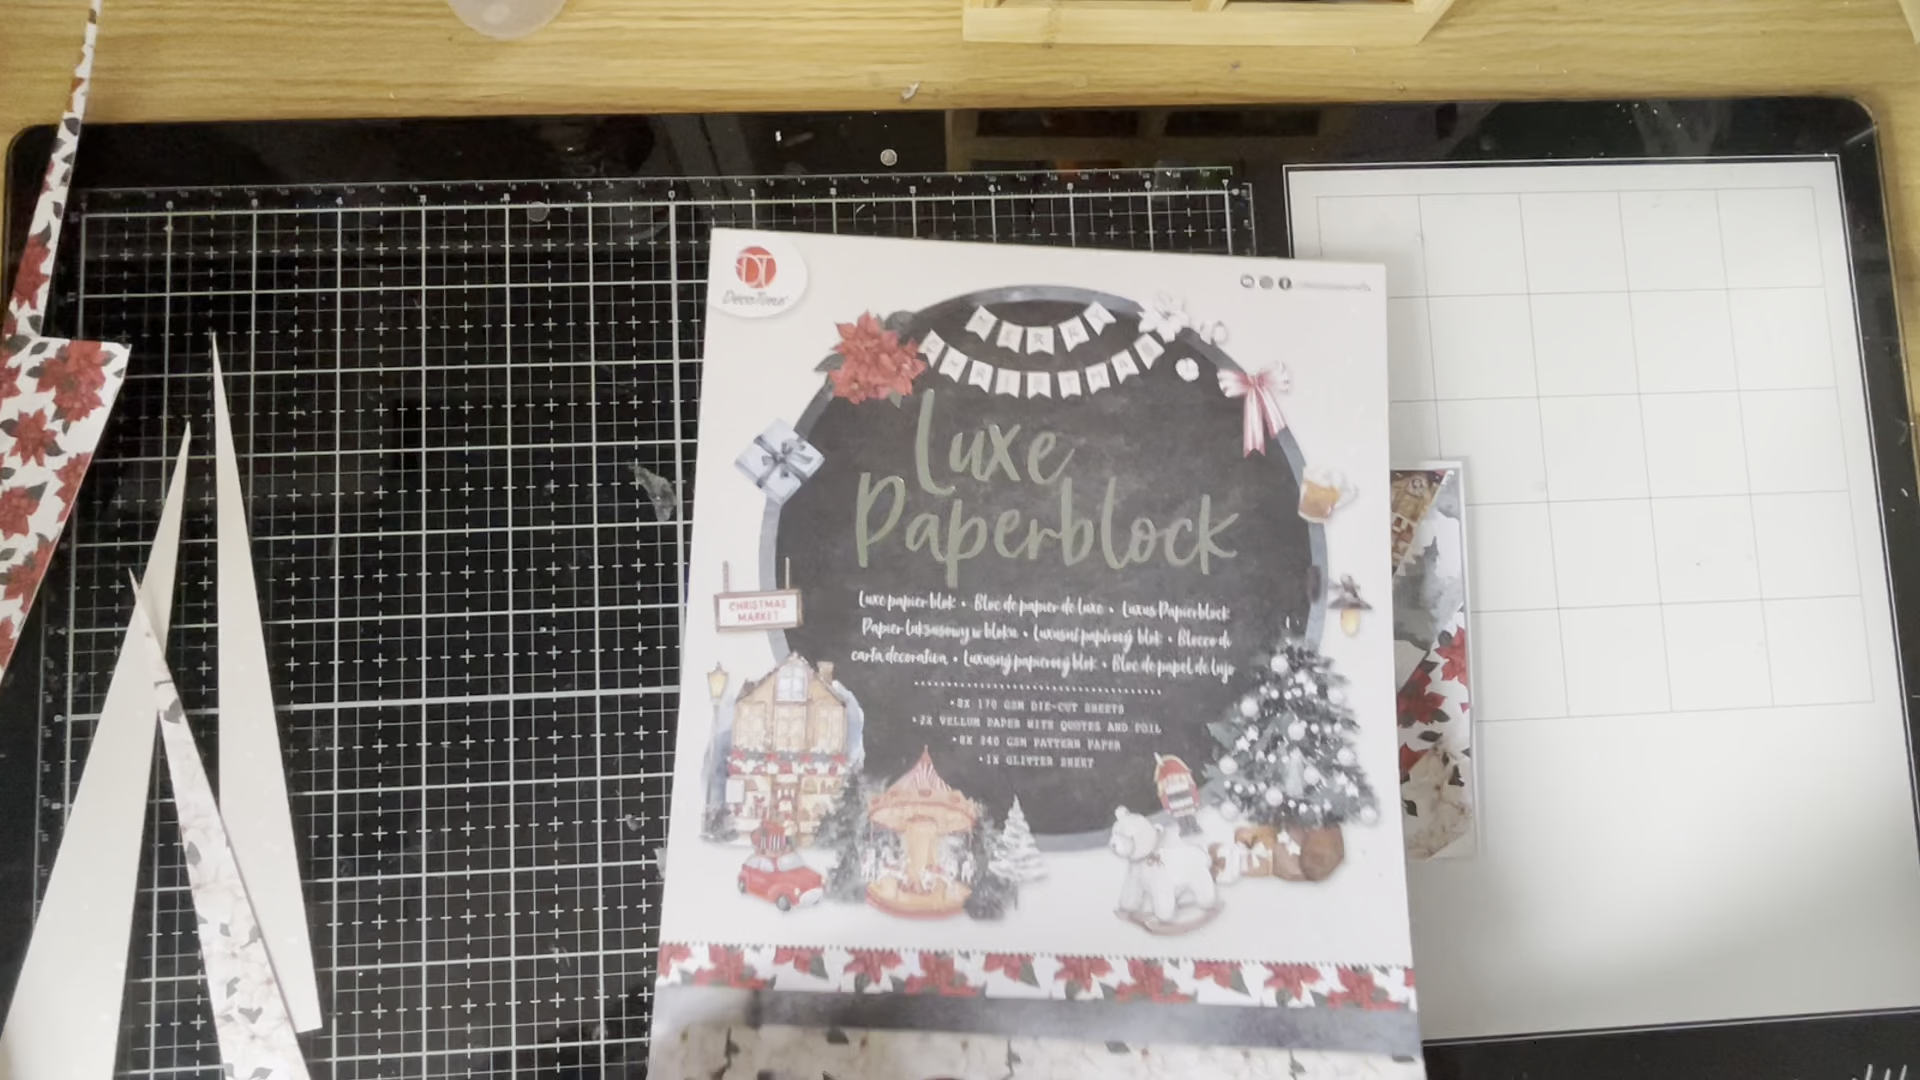 DecoTime
MERRY
CHRISTMAS
Luxe
Paperblock
Luxe papier blok • Bloc de papier de luxe • Luxus Papierblock
Papier luksusowy w bloku • Luxusní papírový blok • Blocco di
carta decorativa • Luxusný papierový blok • Bloc de papel de lujo
CHRISTMAS
MARKET
•8X 170 GSM DIE-CUT SHEETS
•2X VELLUM PAPER WITH QUOTES AND FOIL
•8X 240 GSM PATTERN PAPER
•1X GLITTER SHEET